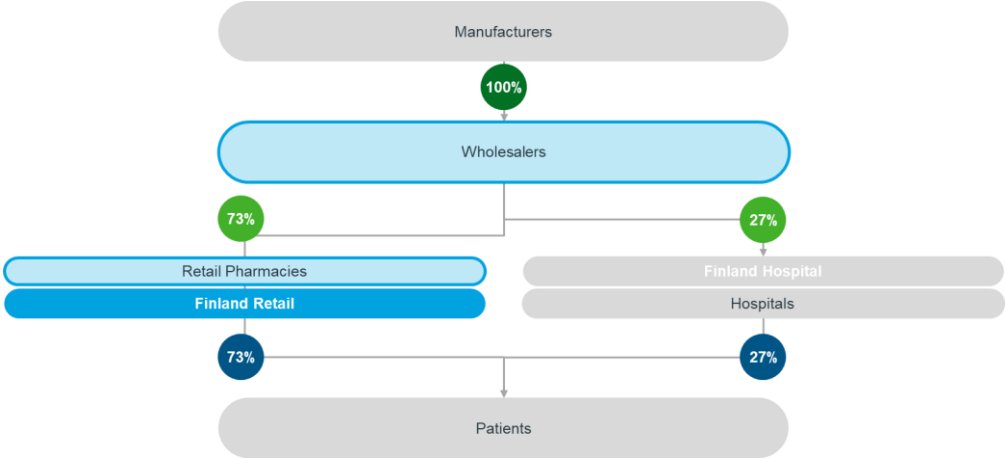 Manufacturers
100%
Wholesalers
73%
27%
Retail Pharmacies
Finland Hospital
Finland Retail
Hospitals
73%
27%
Patients